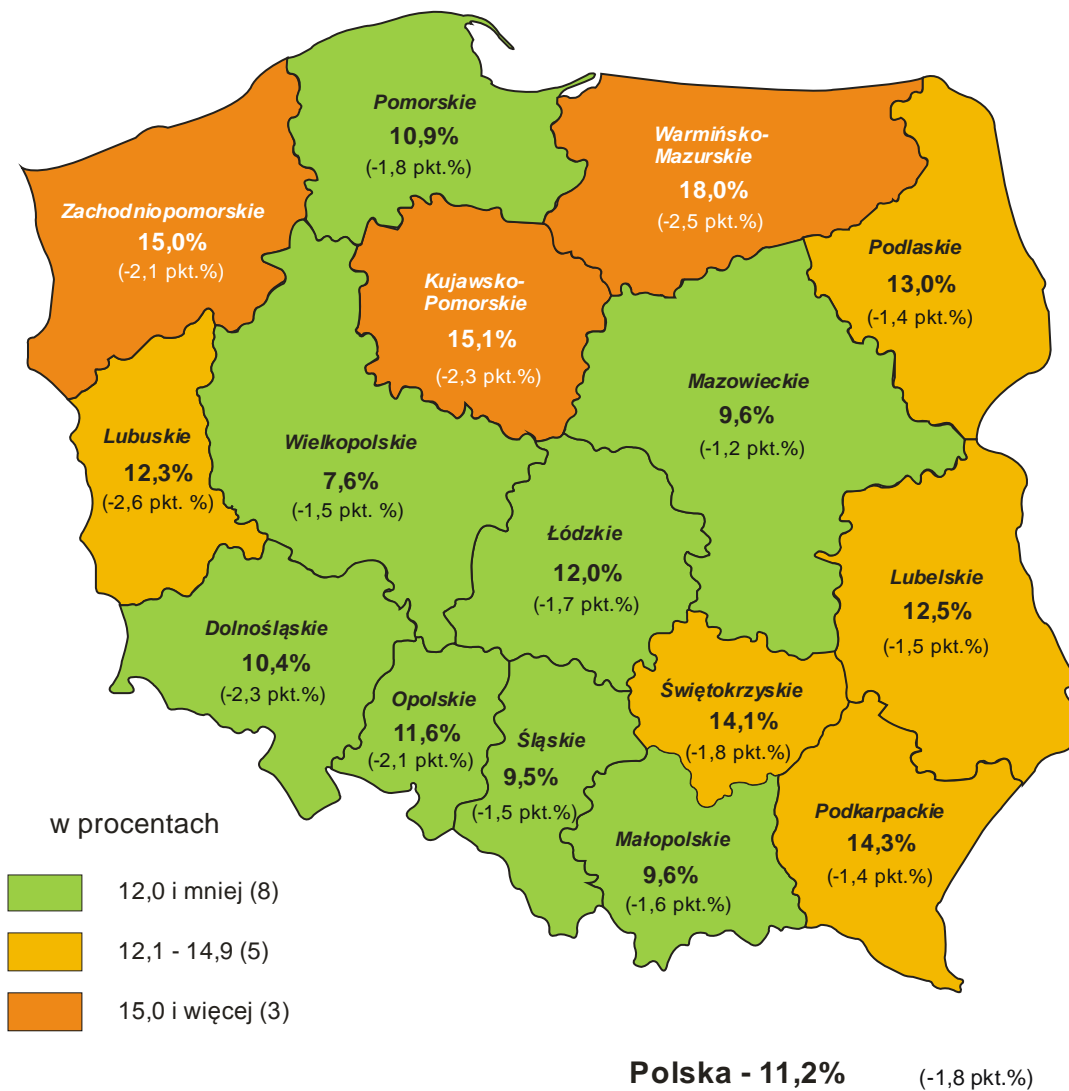 Pomorskie
10,9%
(-1,8 pkt.%)
Warmińsko-
Mazurskie
18,0%
(-2,5 pkt.%)
Zachodniopomorskie
15,0%
(-2,1 pkt.%)
Podlaskie
13,0%
(-1,4 pkt.%)
Kujawsko-
Pomorskie
15,1%
(-2,3 pkt.%)
Mazowieckie
9,6%
(-1,2 pkt.%)
Lubuskie
12,3%
(-2,6 pkt. %)
Wielkopolskie
7,6%
(-1,5 pkt. %)
Łódzkie
12,0%
(-1,7 pkt.%)
Lubelskie
12,5%
(-1,5 pkt.%)
Dolnośląskie
10,4%
(-2,3 pkt.%)
Opolskie
11,6%
(-2,1 pkt.%)
Śląskie
9,5%
(-1,5 pkt.%)
Świętokrzyskie
14,1%
(-1,8 pkt.%)
Małopolskie
9,6%
(-1,6 pkt.%)
Podkarpackie
14,3%
(-1,4 pkt.%)
w procentach
12,0 i mniej (8)
12,1 - 14,9 (5)
15,0 i więcej (3)
Polska - 11,2% (-1,8 pkt.%)